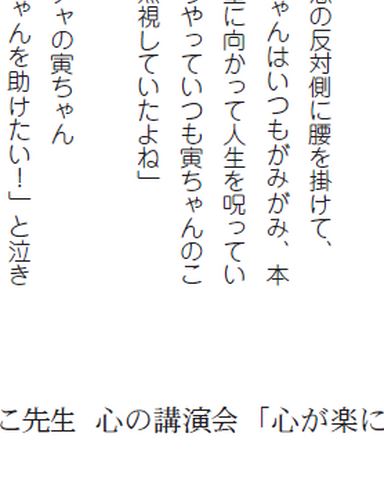 の反対側に腰を掛けて、
ゃんはいつもがみがみ、本
に向かって人生を呪ってい
やっていつも寅ちゃんのこ
視していたよね」
ャの寅ちゃん
ゃんを助けたい！」と泣き
こ先生 心の講演会「心が楽に